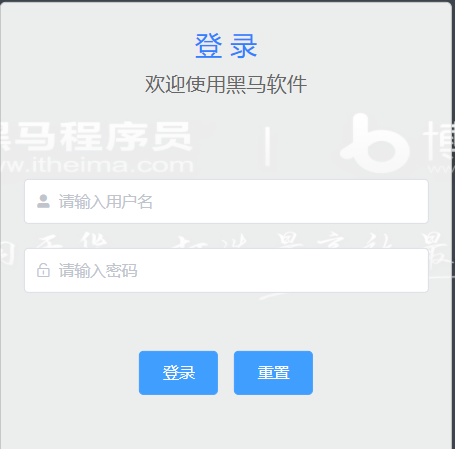 登 录
欢迎使用黑马软件
黑马程序员 | 博
www.itheima.com
请输入用户名
请输入密码
登录 重置